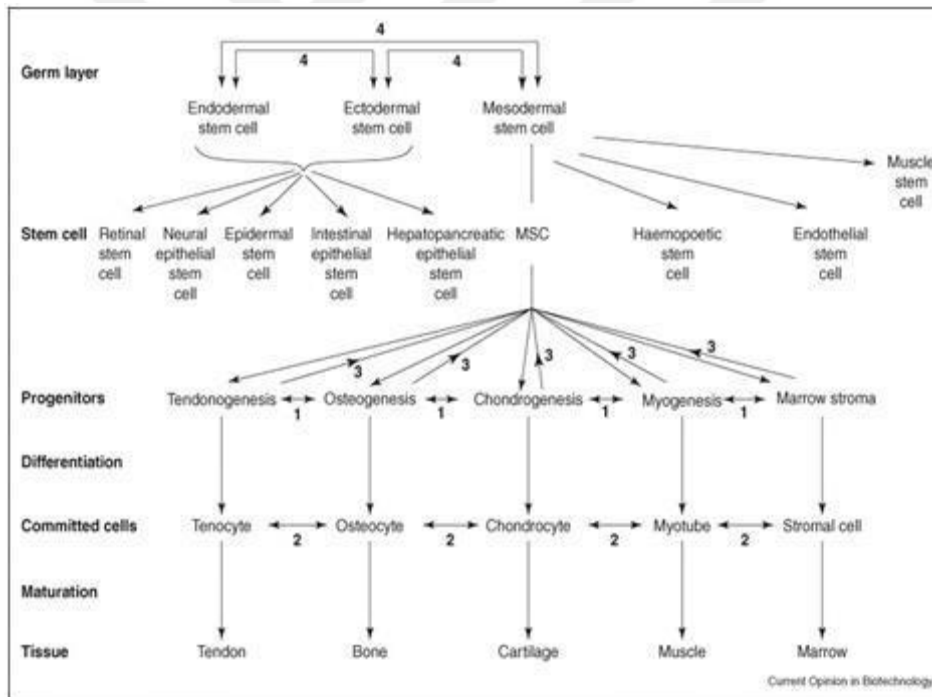 4
4 4
Germ layer
Endodermal Ectodermal Mesodermal
stem cell stem cell stem cell
Muscle
stem
cell
Stem cell Retinal Neural Epidermal Intestinal Hepatopancreatic MSC Haemopoetic Endothelial
stem epithelial stem epithelial epithelial stem stem
cell stem cell stem stem cell cell cell
cell cell
3 3 3 3 3
Progenitors Tendonogenesis Osteogenesis Chondrogenesis Myogenesis Marrow stroma
1 1 1 1
Differentiation
Committed cells Tenocyte Osteocyte Chondrocyte Myotube Stromal cell
2 2 2 2
Maturation
Tissue Tendon Bone Cartilage Muscle Marrow
Current Opinion in Biotechnology